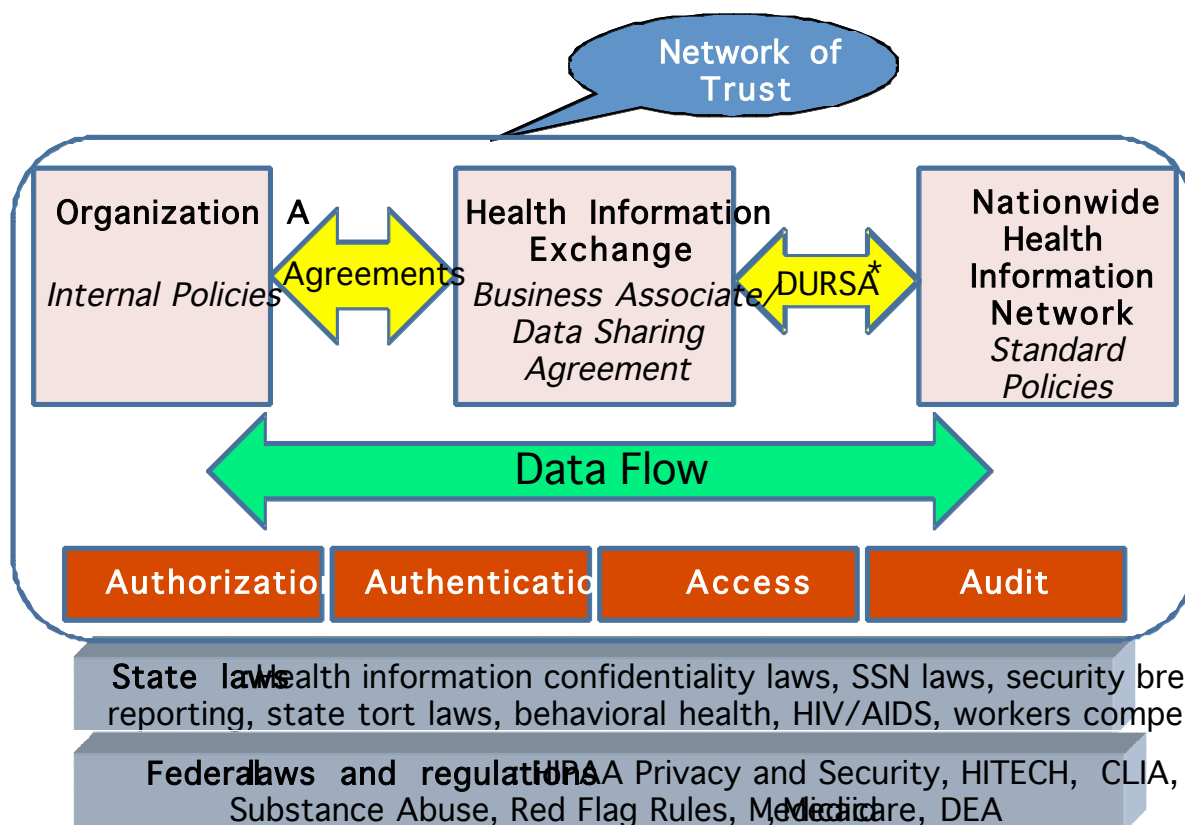 Network of
Trust
Organization A
Internal Policies
Agreements
Health Information
Exchange
Business Associate/
Data Sharing
Agreement
DURSA*
Nationwide
Health
Information
Network
Standard
Policies
Data Flow
Authorization
Authenticatio
Access
Audit
State laws: Health information confidentiality laws, SSN laws, security bre
reporting, state tort laws, behavioral health, HIV/AIDS, workers compe
Federal laws and regulations: HIPAA Privacy and Security, HITECH, CLIA,
Substance Abuse, Red Flag Rules, Medicare, DEA